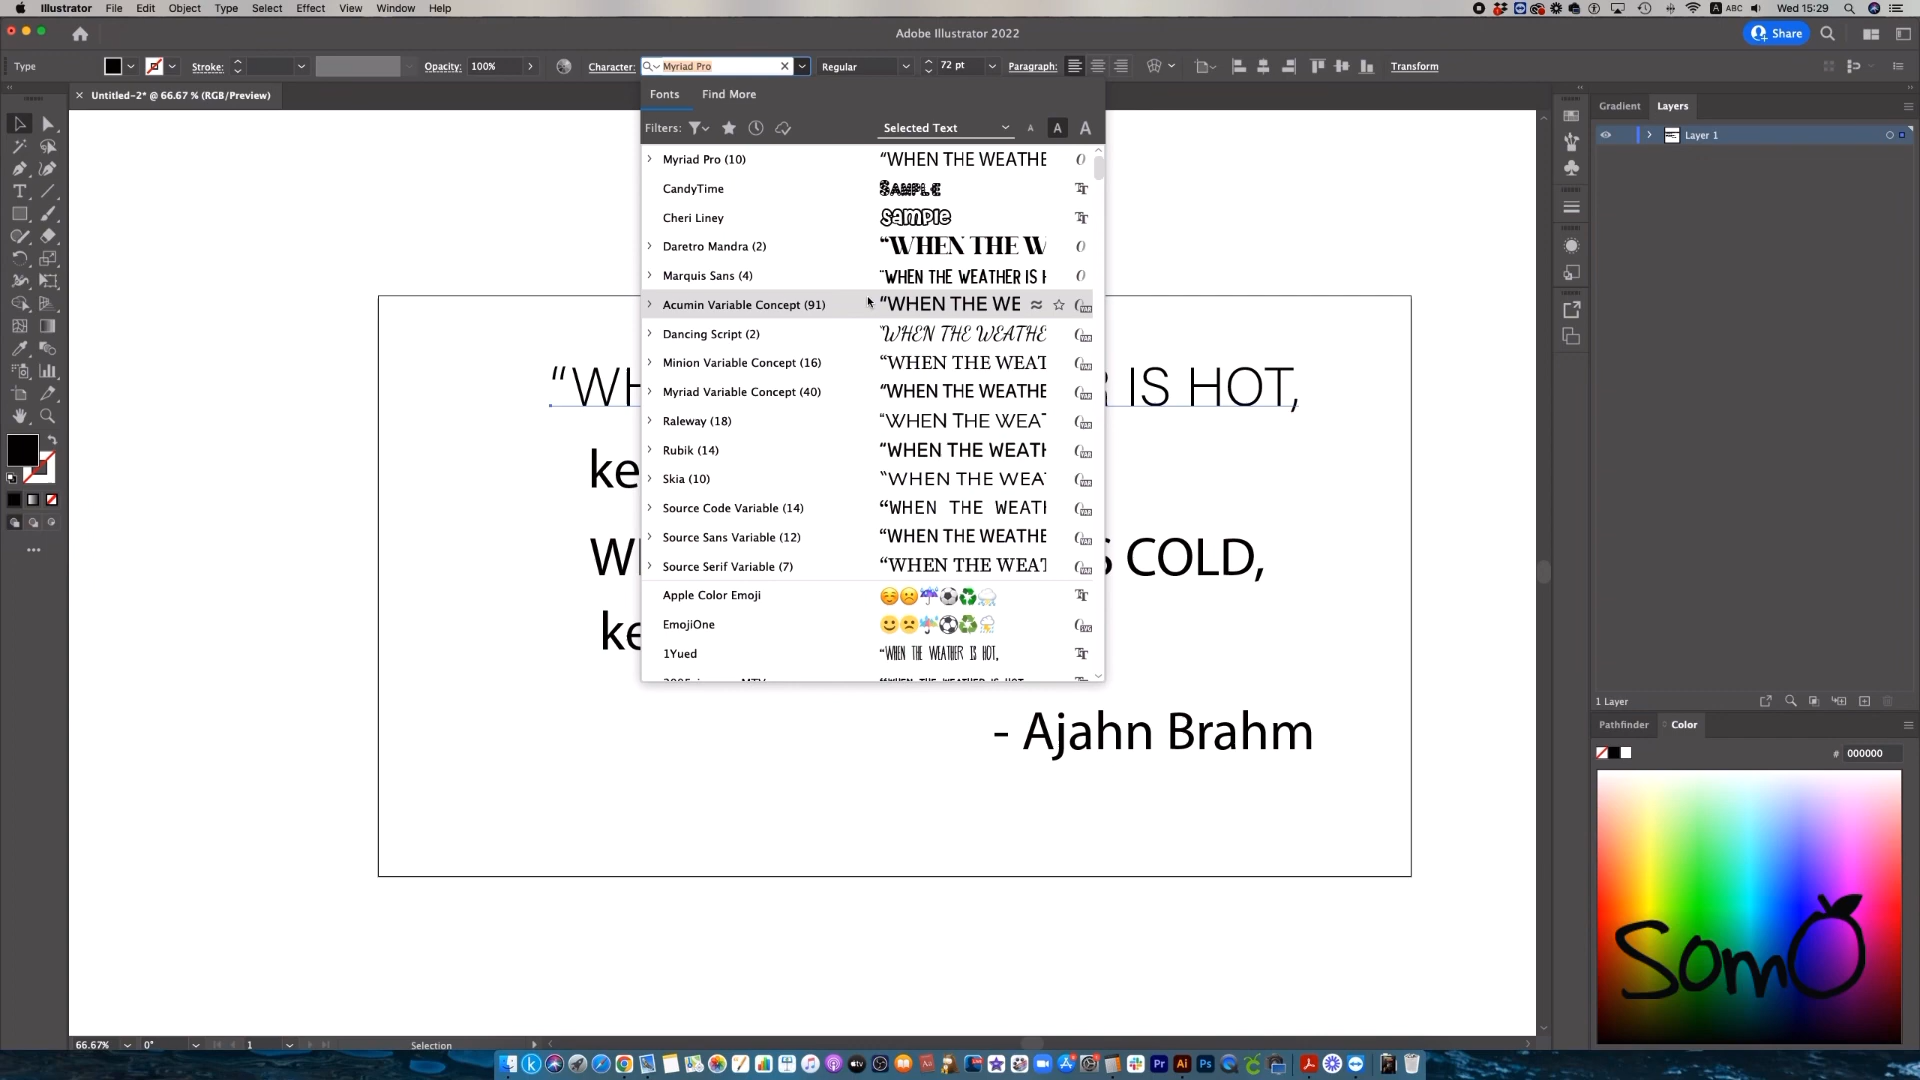 Illustrator File Edit Object Type Select Effect View Window Help
ABC Wed 15:29
Adobe Illustrator 2022
Share
Type
Stroke:
Opacity: 100%
Character: Myriad Pro
Regular
72 pt
Paragraph:
Transform
Untitled-2* @ 66.67 % (RGB/Preview)
Fonts Find More
Filters:
Selected Text
A A A
Myriad Pro (10) “WHEN THE WEATHE
CandyTime SAMPLE
Cheri Liney sample
Daretro Mandra (2) “WHEN THE W
Marquis Sans (4) "WHEN THE WEATHER IS H
Acumin Variable Concept (91) “WHEN THE WE
Dancing Script (2) “WHEN THE WEATHE
Minion Variable Concept (16) “WHEN THE WEAT
Myriad Variable Concept (40) “WHEN THE WEATHE
Raleway (18) “WHEN THE WEA
Rubik (14) “WHEN THE WEATH
Skia (10) “WHEN THE WEA
Source Code Variable (14) “WHEN THE WEATH
Source Sans Variable (12) “WHEN THE WEATHE
Source Serif Variable (7) “WHEN THE WEAT
Apple Color Emoji
EmojiOne
1Yued “WHEN THE WEATHER IS HOT,
“WH
R IS HOT,
ke
W
S COLD,
ke
- Ajahn Brahm
Gradient Layers
Layer 1
1 Layer
Pathfinder Color
# 000000
SomO
66.67% 0° 1 Selection